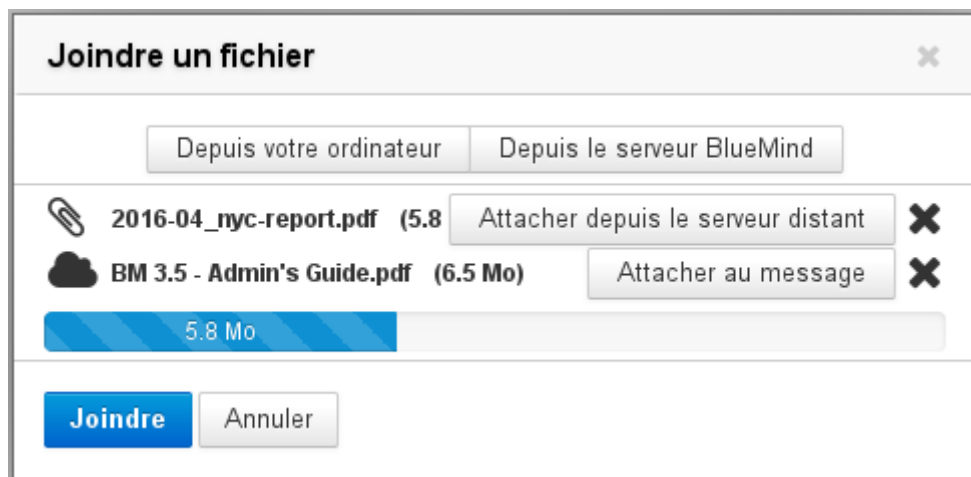 Joindre un fichier
Depuis votre ordinateur Depuis le serveur BlueMind
2016-04_nyc-report.pdf (5.8 Attacher depuis le serveur distant
BM 3.5 - Admin's Guide.pdf (6.5 Mo) Attacher au message
5.8 Mo
Joindre Annuler